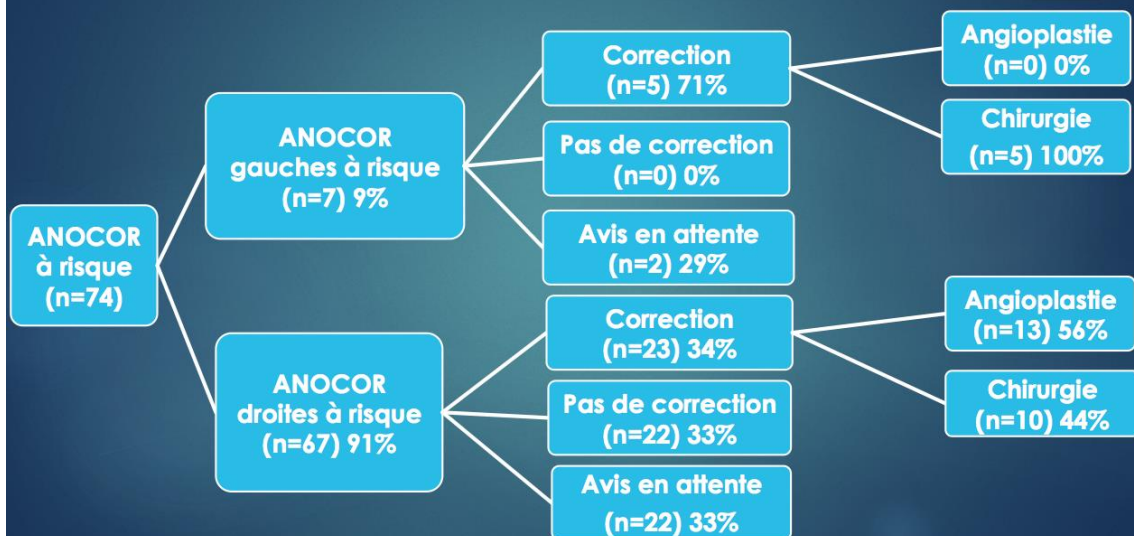 ANOCOR
à risque
(n=74)
ANOCOR
gauches à risque
(n=7) 9%
Correction
(n=5) 71%
Angioplastie
(n=0) 0%
Chirurgie
(n=5) 100%
Pas de correction
(n=0) 0%
Avis en attente
(n=2) 29%
ANOCOR
droites à risque
(n=67) 91%
Correction
(n=23) 34%
Angioplastie
(n=13) 56%
Chirurgie
(n=10) 44%
Pas de correction
(n=22) 33%
Avis en attente
(n=22) 33%